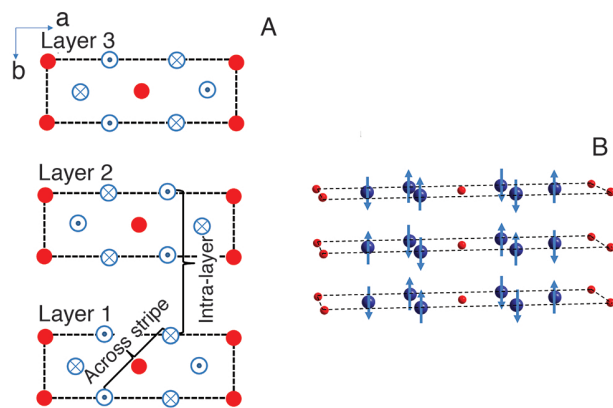 a
A
Layer 3
b
B
Layer 2
Intra-layer
Layer 1
Across stripe